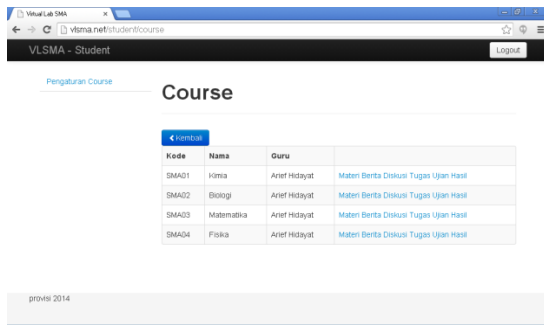 Virtual Lab SMA
vlsma.net/student/course
VLSMA - Student
Logout
Pengaturan Course
Course
Kembali
Kode Nama Guru
SMA01 Kimia Arief Hidayat Materi Berita Diskusi Tugas Ujian Hasil
SMA02 Biologi Arief Hidayat Materi Berita Diskusi Tugas Ujian Hasil
SMA03 Matematika Arief Hidayat Materi Berita Diskusi Tugas Ujian Hasil
SMA04 Fisika Arief Hidayat Materi Berita Diskusi Tugas Ujian Hasil
provisi 2014